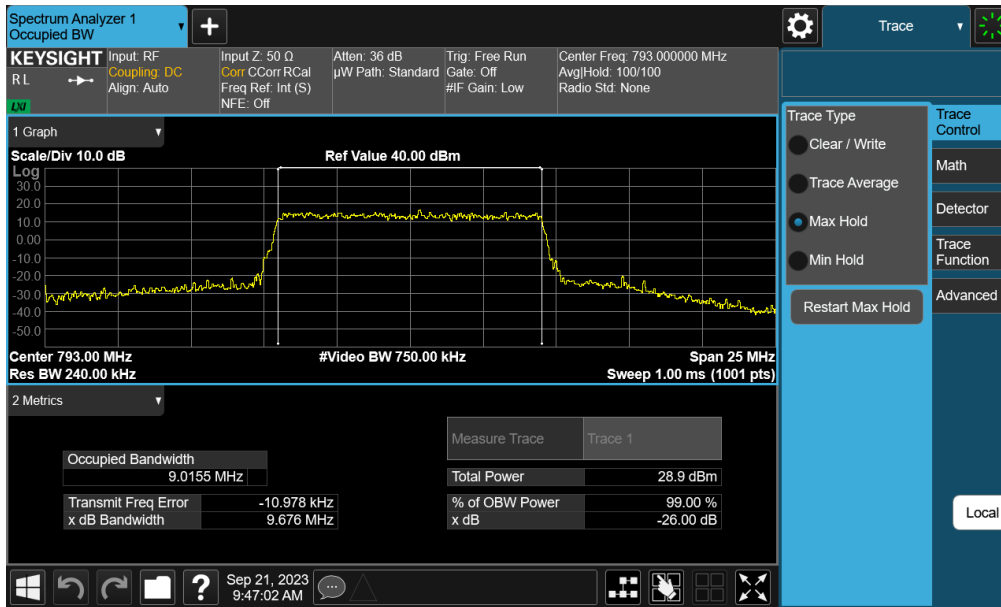 Spectrum Analyzer 1
Occupied BW
Trace
KEYSIGHT
R L
LXI
Input: RF
Coupling: DC
Align: Auto
Input Z: 50 Ω
Corr CCorr RCal
Freq Ref: Int (S)
NFE: Off
Atten: 36 dB
µW Path: Standard
Trig: Free Run
Gate: Off
#IF Gain: Low
Center Freq: 793.000000 MHz
Avg|Hold: 100/100
Radio Std: None
1 Graph
Scale/Div 10.0 dB
Ref Value 40.00 dBm
Log
30.0
20.0
10.0
0.00
-10.0
-20.0
-30.0
-40.0
-50.0
Center 793.00 MHz
#Video BW 750.00 kHz
Span 25 MHz
Res BW 240.00 kHz
Sweep 1.00 ms (1001 pts)
2 Metrics
Measure Trace
Trace 1
Occupied Bandwidth
9.0155 MHz
Total Power
28.9 dBm
Transmit Freq Error
-10.978 kHz
% of OBW Power
99.00 %
x dB Bandwidth
9.676 MHz
x dB
-26.00 dB
Trace Type
Clear / Write
Trace Average
Max Hold
Min Hold
Restart Max Hold
Trace
Control
Math
Detector
Trace
Function
Advanced
Local
?
Sep 21, 2023
9:47:02 AM